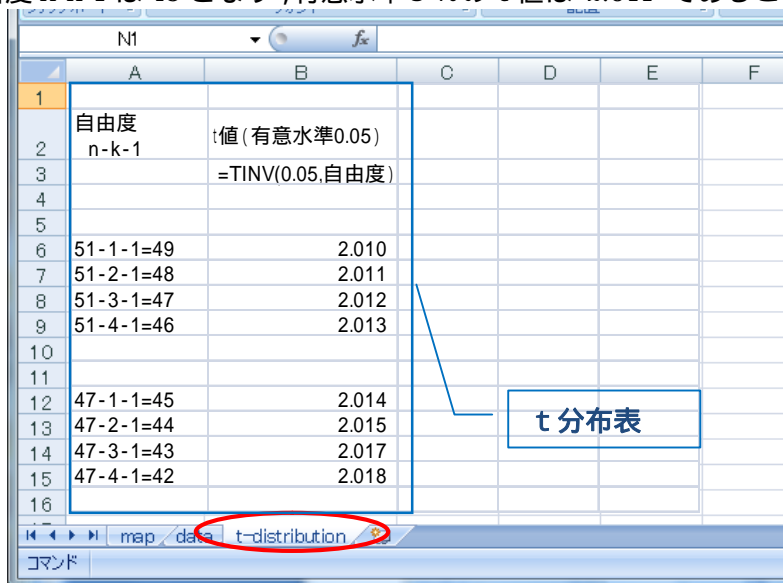 N1 fx
A B C D E F
1
2 自由度 n-k-1 t値(有意水準0.05)
3 =TINV(0.05,自由度)
4
5
6 51-1-1=49 2.010
7 51-2-1=48 2.011
8 51-3-1=47 2.012
9 51-4-1=46 2.013
10
11
12 47-1-1=45 2.014
13 47-2-1=44 2.015
14 47-3-1=43 2.017
15 47-4-1=42 2.018
16
t分布表
map data t-distribution
コマンド